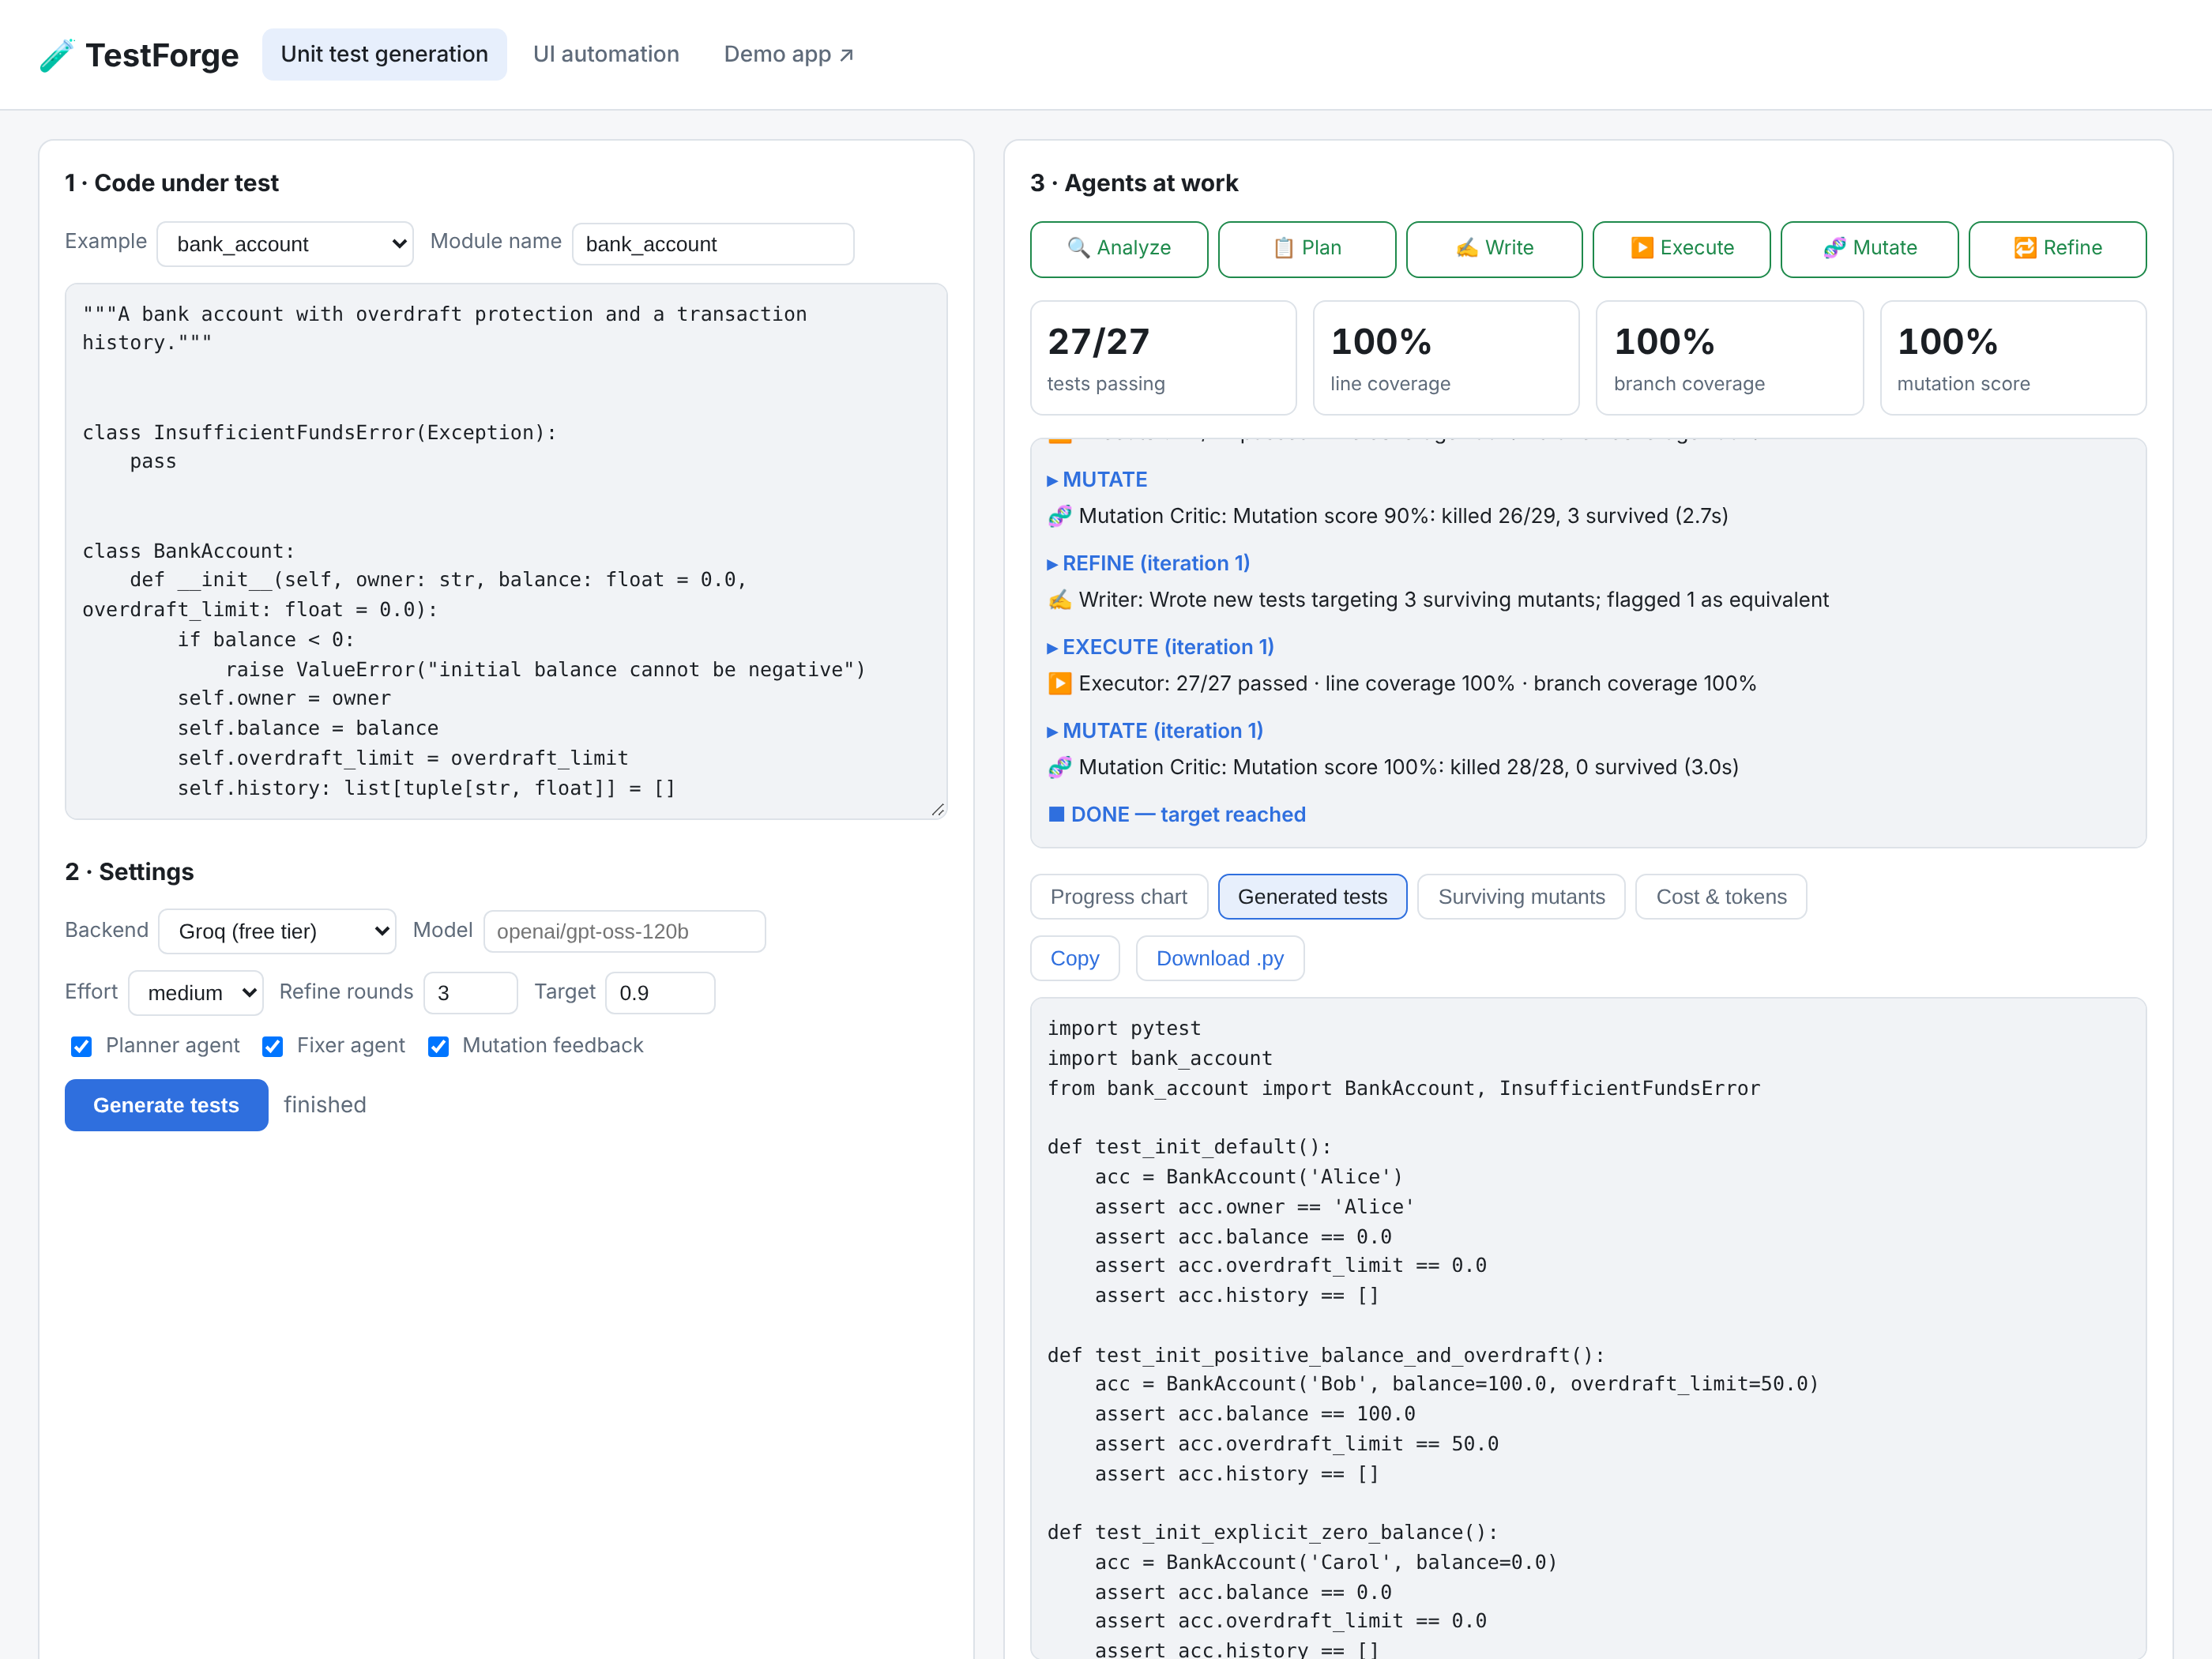 TestForge
Unit test generation
UI automation
Demo app ↗
1 · Code under test
Example bank_account Module name bank_account
"""A bank account with overdraft protection and a transaction
history."""
class InsufficientFundsError(Exception):
    pass
class BankAccount:
    def __init__(self, owner: str, balance: float = 0.0,
overdraft_limit: float = 0.0):
        if balance < 0:
            raise ValueError("initial balance cannot be negative")
        self.owner = owner
        self.balance = balance
        self.overdraft_limit = overdraft_limit
        self.history: list[tuple[str, float]] = []
2 · Settings
Backend Groq (free tier) Model openai/gpt-oss-120b
Effort medium Refine rounds 3 Target 0.9
Planner agent Fixer agent Mutation feedback
Generate tests finished
3 · Agents at work
Analyze Plan Write Execute Mutate Refine
27/27
tests passing
100%
line coverage
100%
branch coverage
100%
mutation score
▸ MUTATE
Mutation Critic: Mutation score 90%: killed 26/29, 3 survived (2.7s)
▸ REFINE (iteration 1)
Writer: Wrote new tests targeting 3 surviving mutants; flagged 1 as equivalent
▸ EXECUTE (iteration 1)
Executor: 27/27 passed · line coverage 100% · branch coverage 100%
▸ MUTATE (iteration 1)
Mutation Critic: Mutation score 100%: killed 28/28, 0 survived (3.0s)
■ DONE — target reached
Progress chart Generated tests Surviving mutants Cost & tokens
Copy Download .py
import pytest
import bank_account
from bank_account import BankAccount, InsufficientFundsError
def test_init_default():
    acc = BankAccount('Alice')
    assert acc.owner == 'Alice'
    assert acc.balance == 0.0
    assert acc.overdraft_limit == 0.0
    assert acc.history == []
def test_init_positive_balance_and_overdraft():
    acc = BankAccount('Bob', balance=100.0, overdraft_limit=50.0)
    assert acc.balance == 100.0
    assert acc.overdraft_limit == 50.0
    assert acc.history == []
def test_init_explicit_zero_balance():
    acc = BankAccount('Carol', balance=0.0)
    assert acc.balance == 0.0
    assert acc.overdraft_limit == 0.0
    assert acc.history == []